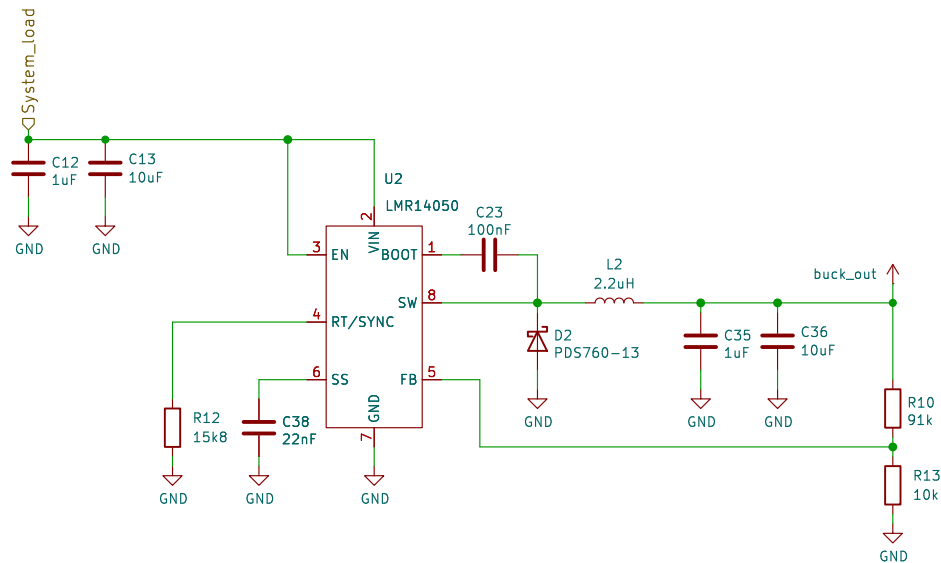 System_load
C12
1uF
GND
C13
10uF
GND
U2
LMR14050
2
VIN
3
EN
BOOT
1
SW
8
4
RT/SYNC
6
SS
FB
5
GND
7
GND
R12
15k8
GND
C38
22nF
GND
C23
100nF
L2
2.2uH
D2
PDS760-13
GND
C35
1uF
GND
C36
10uF
GND
buck_out
R10
91k
R13
10k
GND